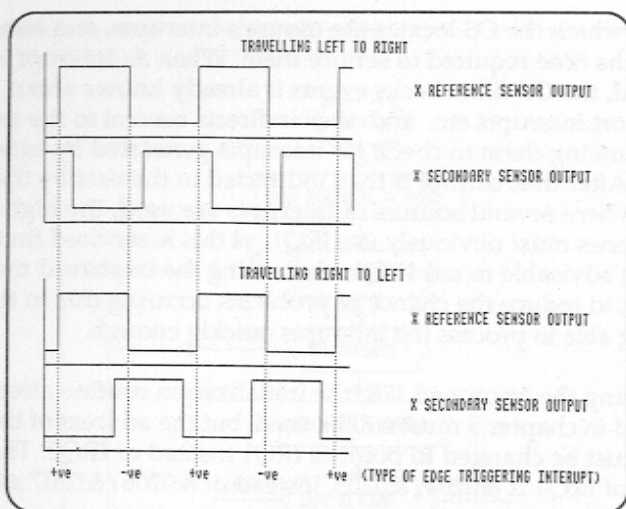 TRAVELLING LEFT TO RIGHT
X REFERENCE SENSOR OUTPUT
X SECONDARY SENSOR OUTPUT
TRAVELLING RIGHT TO LEFT
X REFERENCE SENSOR OUTPUT
X SECONDARY SENSOR OUTPUT
+ve -ve +ve -ve +ve (TYPE OF EDGE TRIGGERING INTERUPT)